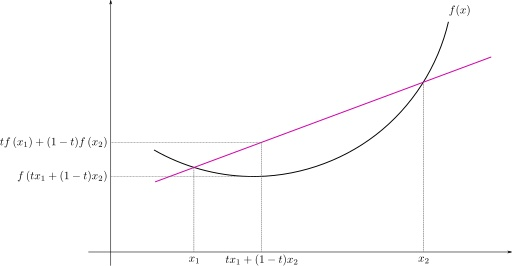 f(x)
tf (x₁) + (1 − t)f (x₂)
f (tx₁ + (1 − t)x₂)
x₁ tx₁ + (1 − t)x₂ x₂